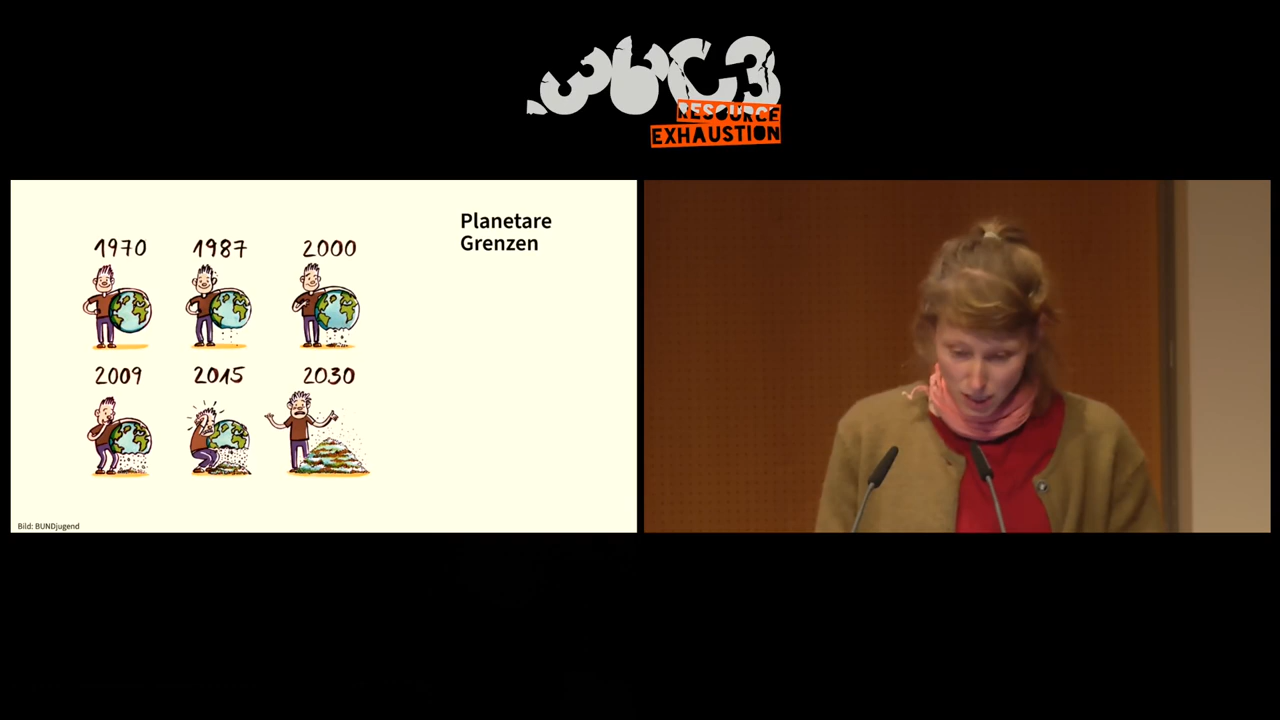 36C3
RESOURCE
EXHAUSTION
Planetare
Grenzen
1970 1987 2000
2009 2015 2030
Bild: BUNDjugend